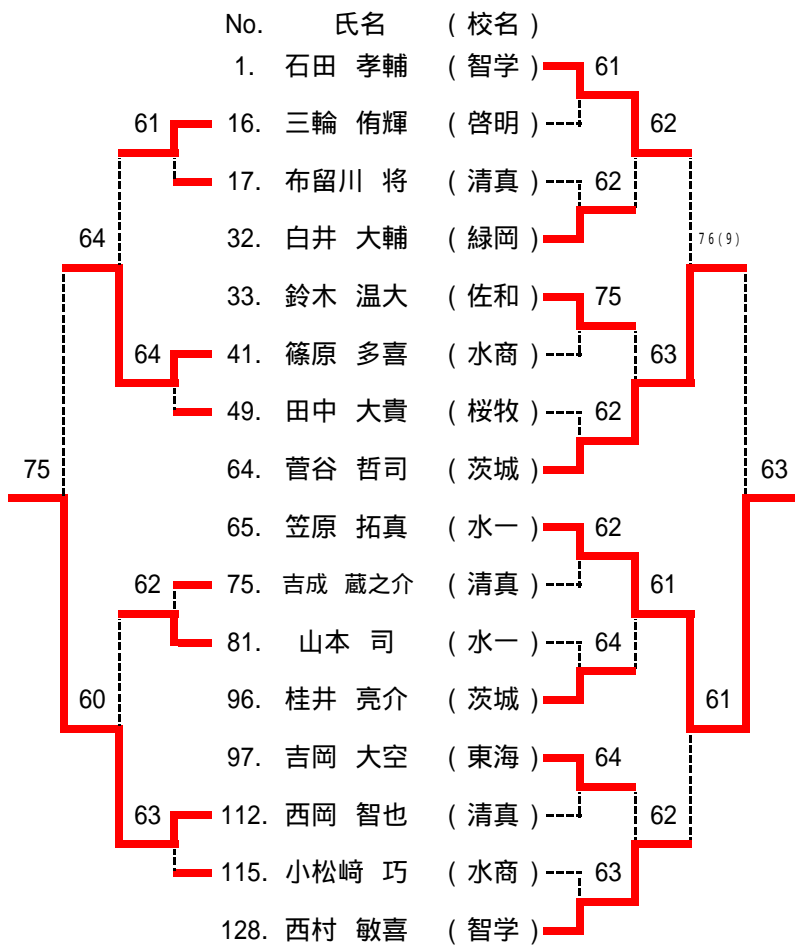 No. 氏名 (校名)
1. 石田 孝輔 (智学) 61
61 16. 三輪 侑輝 (啓明) 62
17. 布留川 将 (清真) 62
64 32. 白井 大輔 (緑岡) 76(9)
33. 鈴木 温大 (佐和) 75
64 41. 篠原 多喜 (水商) 63
49. 田中 大貴 (桜牧) 62
75 64. 菅谷 哲司 (茨城) 63
65. 笠原 拓真 (水一) 62
62 75. 吉成 蔵之介 (清真) 61
81. 山本 司 (水一) 64
60 96. 桂井 亮介 (茨城) 61
97. 吉岡 大空 (東海) 64
63 112. 西岡 智也 (清真) 62
115. 小松﨑 巧 (水商) 63
128. 西村 敏喜 (智学)